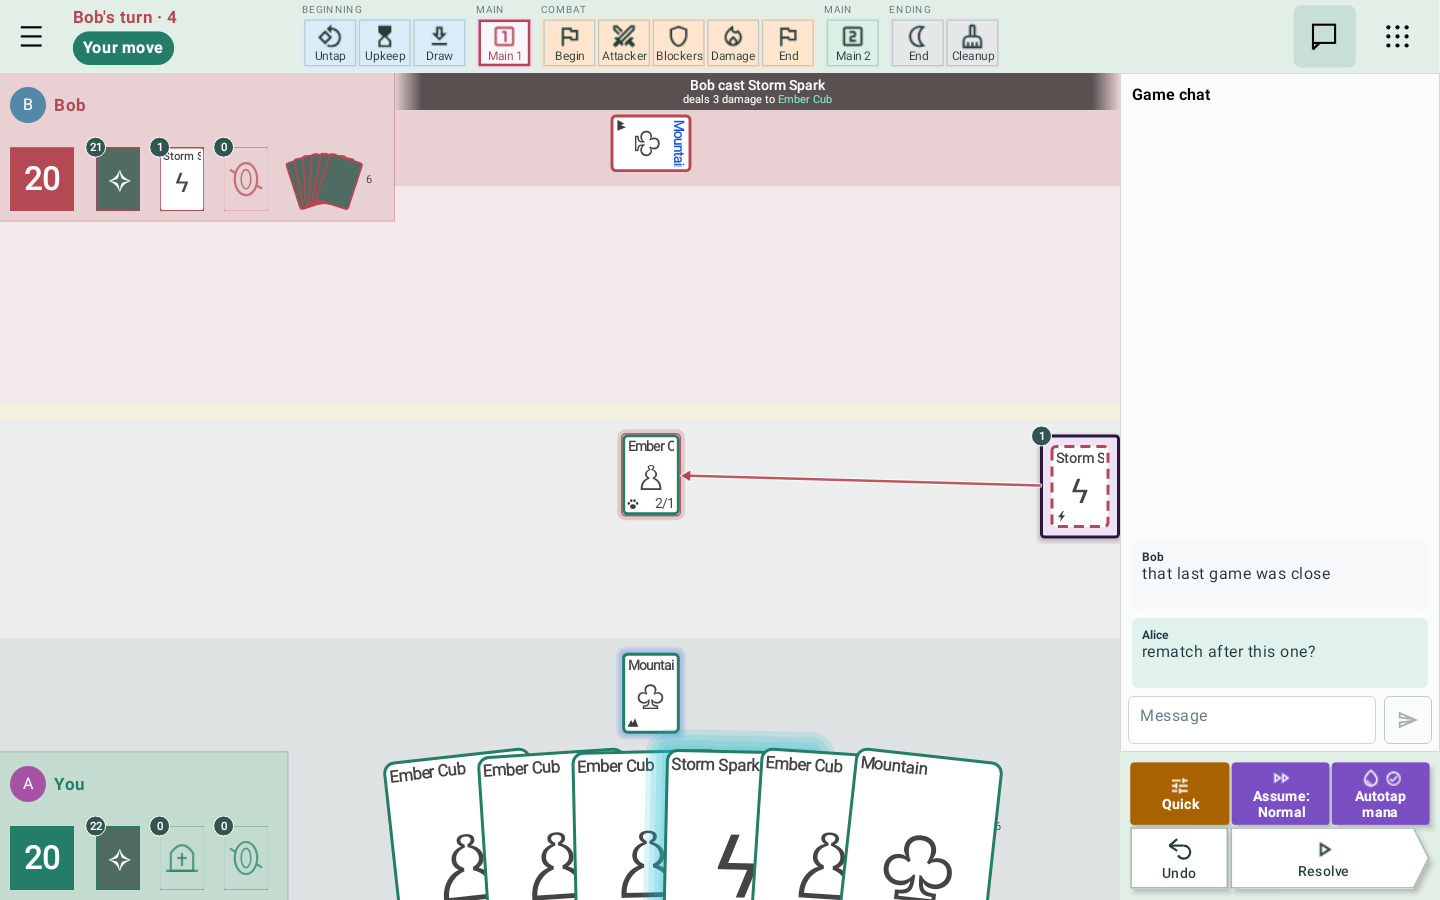 Bob's turn · 4
Your move
BEGINNING
MAIN
COMBAT
MAIN
ENDING
Untap
Upkeep
Draw
Main 1
Begin
Attacker
Blockers
Damage
End
Main 2
End
Cleanup
B
Bob
20
21
1
Storm S
0
6
Bob cast Storm Spark
deals 3 damage to Ember Cub
Mountai
Ember C
2/1
1
Storm S
Mountai
Game chat
Bob
that last game was close
Alice
rematch after this one?
Message
A
You
20
22
0
0
Ember Cub
Ember Cub
Ember Cub
Storm Spark
Ember Cub
Mountain
6
Quick
Assume:
Normal
Autotap
mana
Undo
Resolve